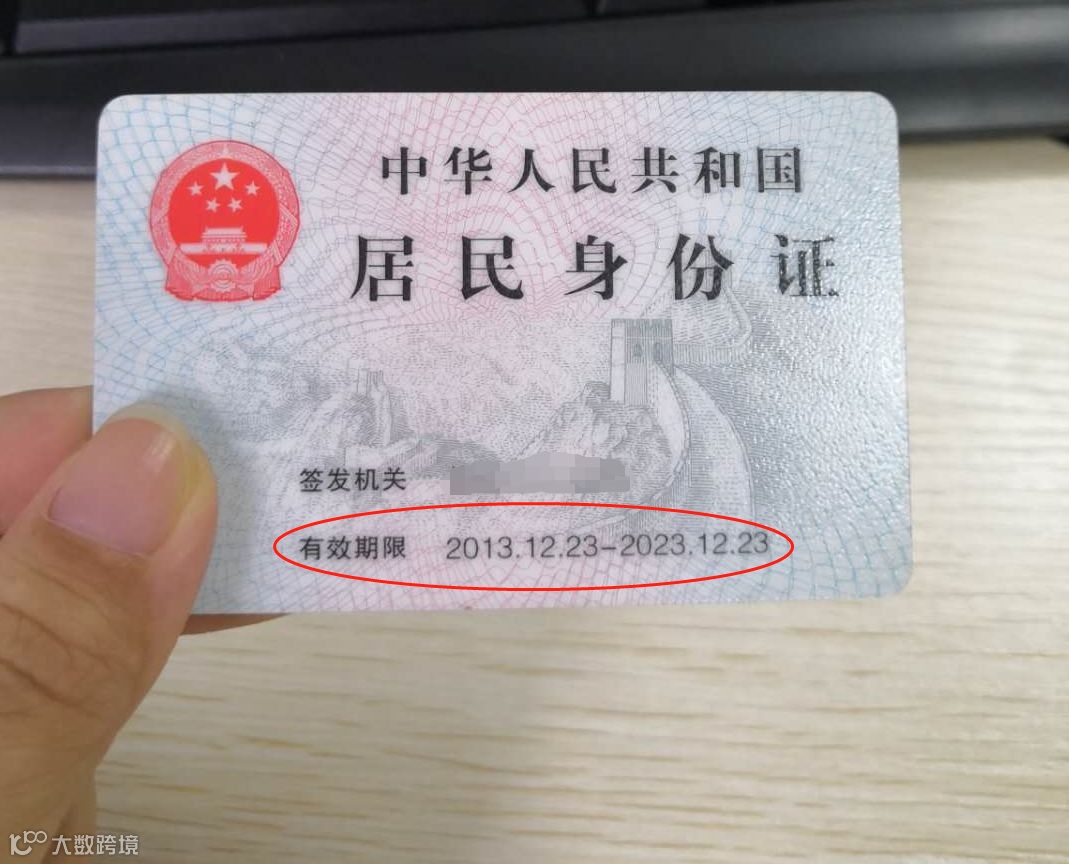 中华人民共和国
居民身份证
签发机关
有效期限 2013.12.23-2023.12.23
大数跨境